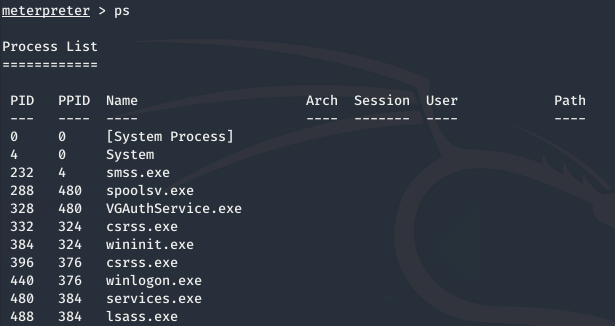 meterpreter > ps
Process List
============
PID PPID Name Arch Session User Path
--- ---- ---- ---- ------- ---- ----
0 0 [System Process]
4 0 System
232 4 smss.exe
288 480 spoolsv.exe
328 480 VGAuthService.exe
332 324 csrss.exe
384 324 wininit.exe
396 376 csrss.exe
440 376 winlogon.exe
480 384 services.exe
488 384 lsass.exe